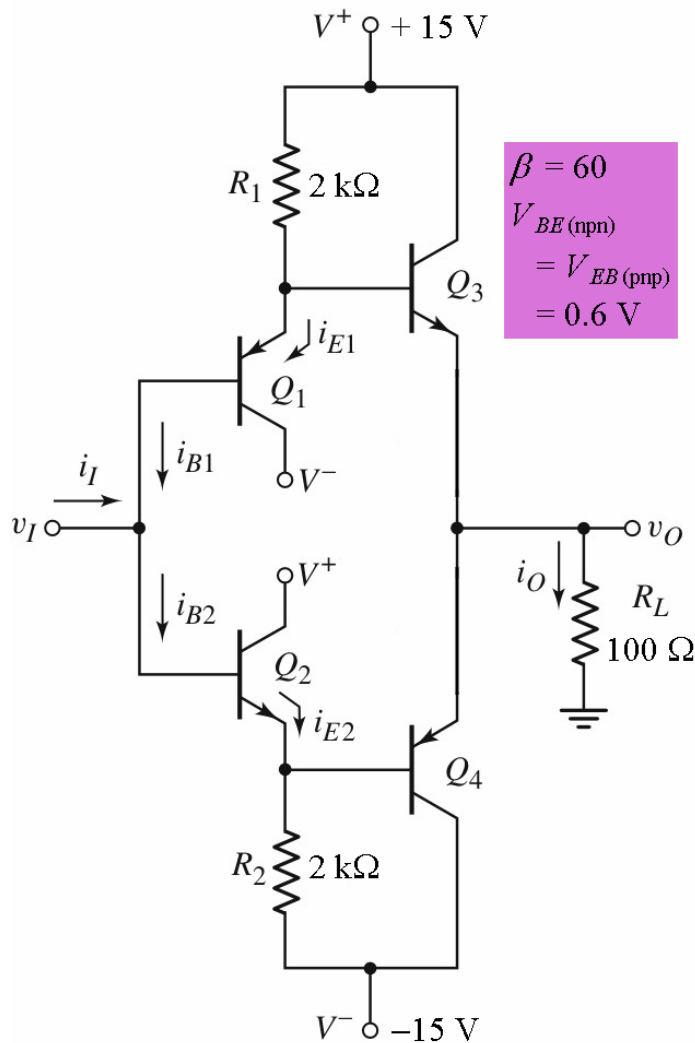 V⁺ + 15 V
R₁ 2 kΩ
β = 60
V_BE (npn)
= V_EB (pnp)
= 0.6 V
Q₃
i_E1
Q₁
i_I
i_B1
V⁻
v_I
v_O
V⁺
i_B2
i_O
R_L
100 Ω
Q₂
i_E2
Q₄
R₂ 2 kΩ
V⁻ –15 V